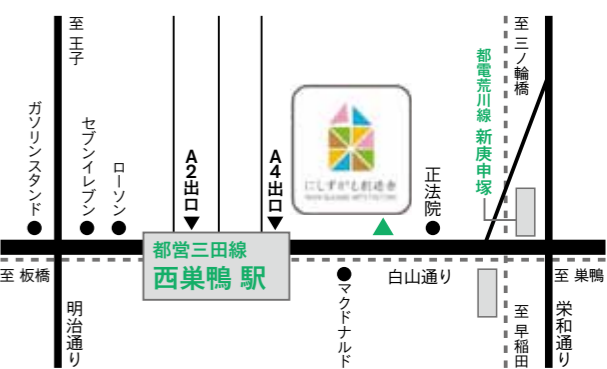 至 王子
至 三ノ輪橋
都電荒川線 新庚申塚
ガソリンスタンド
セブンイレブン
ローソン
A2出口
A4出口
にしすがも創造舎
正法院
都営三田線
西巣鴨 駅
至 板橋
白山通り
至 巣鴨
マクドナルド
明治通り
至 早稲田
栄和通り